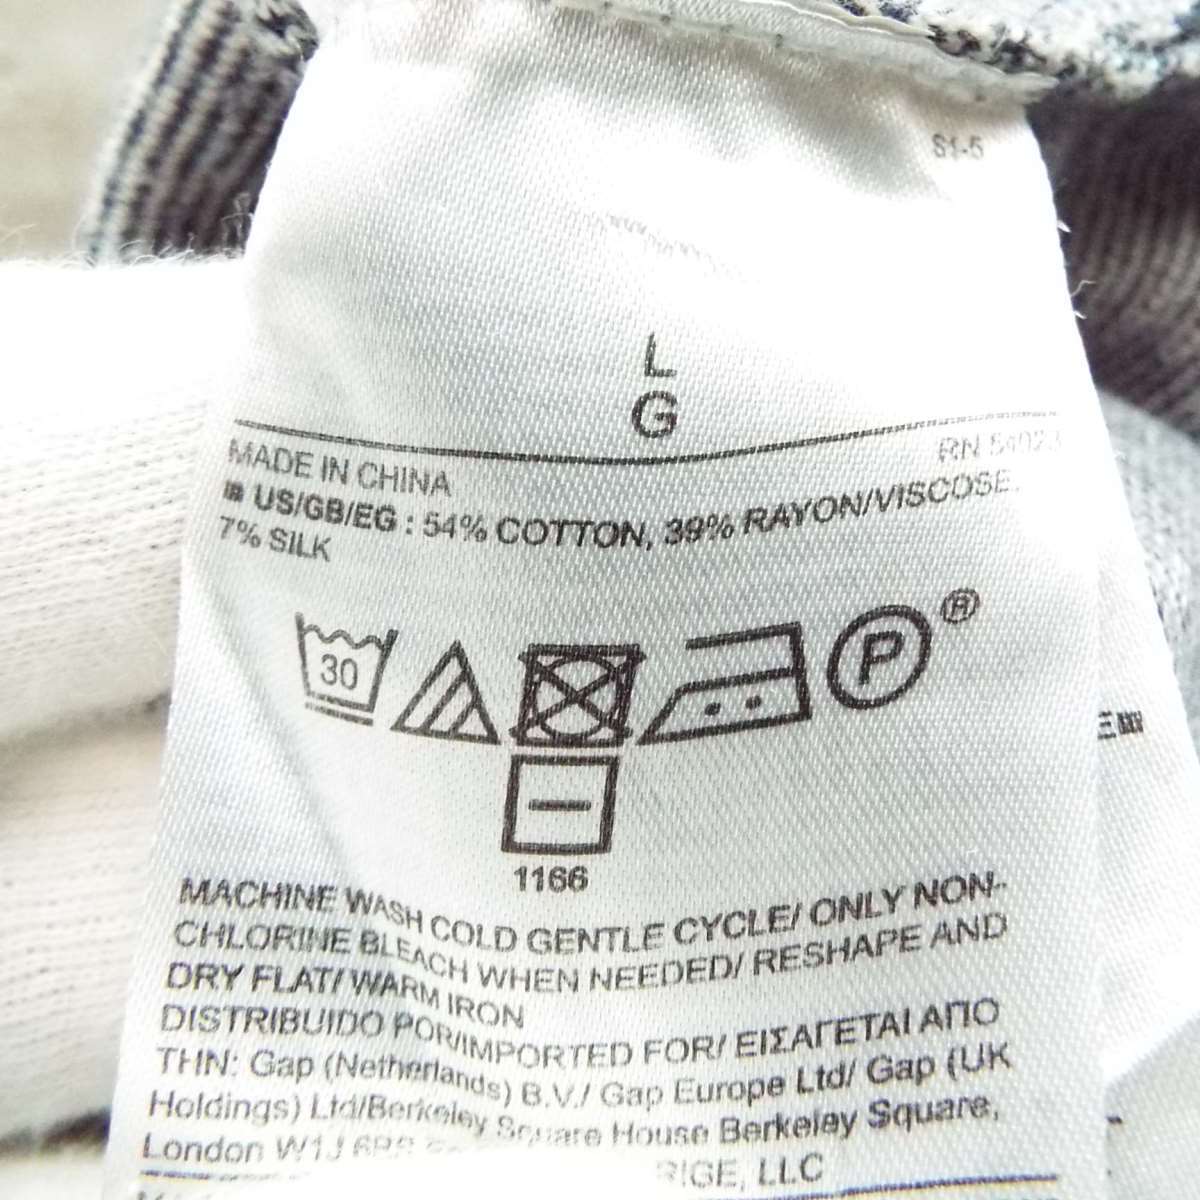 S1-5
L
G
MADE IN CHINA RN 54023
US/GB/EG : 54% COTTON, 39% RAYON/VISCOSE,
7% SILK
30
P®
1166
MACHINE WASH COLD GENTLE CYCLE/ ONLY NON-
CHLORINE BLEACH WHEN NEEDED/ RESHAPE AND
DRY FLAT/ WARM IRON
DISTRIBUIDO POR/IMPORTED FOR/ ΕΙΣΑΓΕΤΑΙ ΑΠΟ
ΤΗΝ: Gap (Netherlands) B.V./ Gap Europe Ltd/ Gap (UK
Holdings) Ltd/Berkeley Square House Berkeley Square,
London W1J LLC